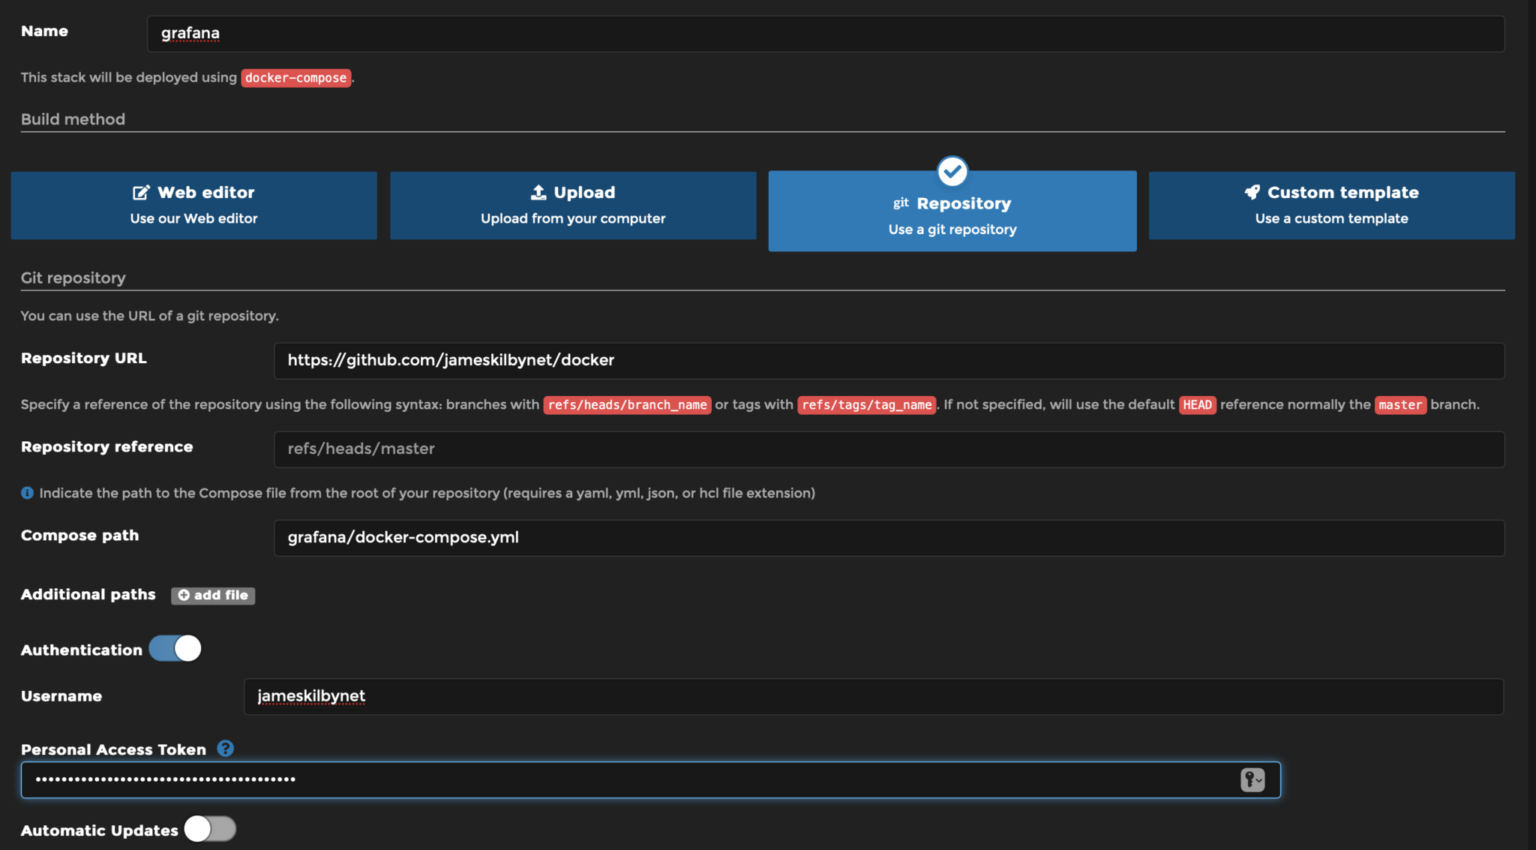 Name grafana
This stack will be deployed using docker-compose.
Build method
Web editor
Use our Web editor
Upload
Upload from your computer
git Repository
Use a git repository
Custom template
Use a custom template
Git repository
You can use the URL of a git repository.
Repository URL https://github.com/jameskilbynet/docker
Specify a reference of the repository using the following syntax: branches with refs/heads/branch_name or tags with refs/tags/tag_name. If not specified, will use the default HEAD reference normally the master branch.
Repository reference refs/heads/master
Indicate the path to the Compose file from the root of your repository (requires a yaml, yml, json, or hcl file extension)
Compose path grafana/docker-compose.yml
Additional paths add file
Authentication
Username jameskilbynet
Personal Access Token
Automatic Updates